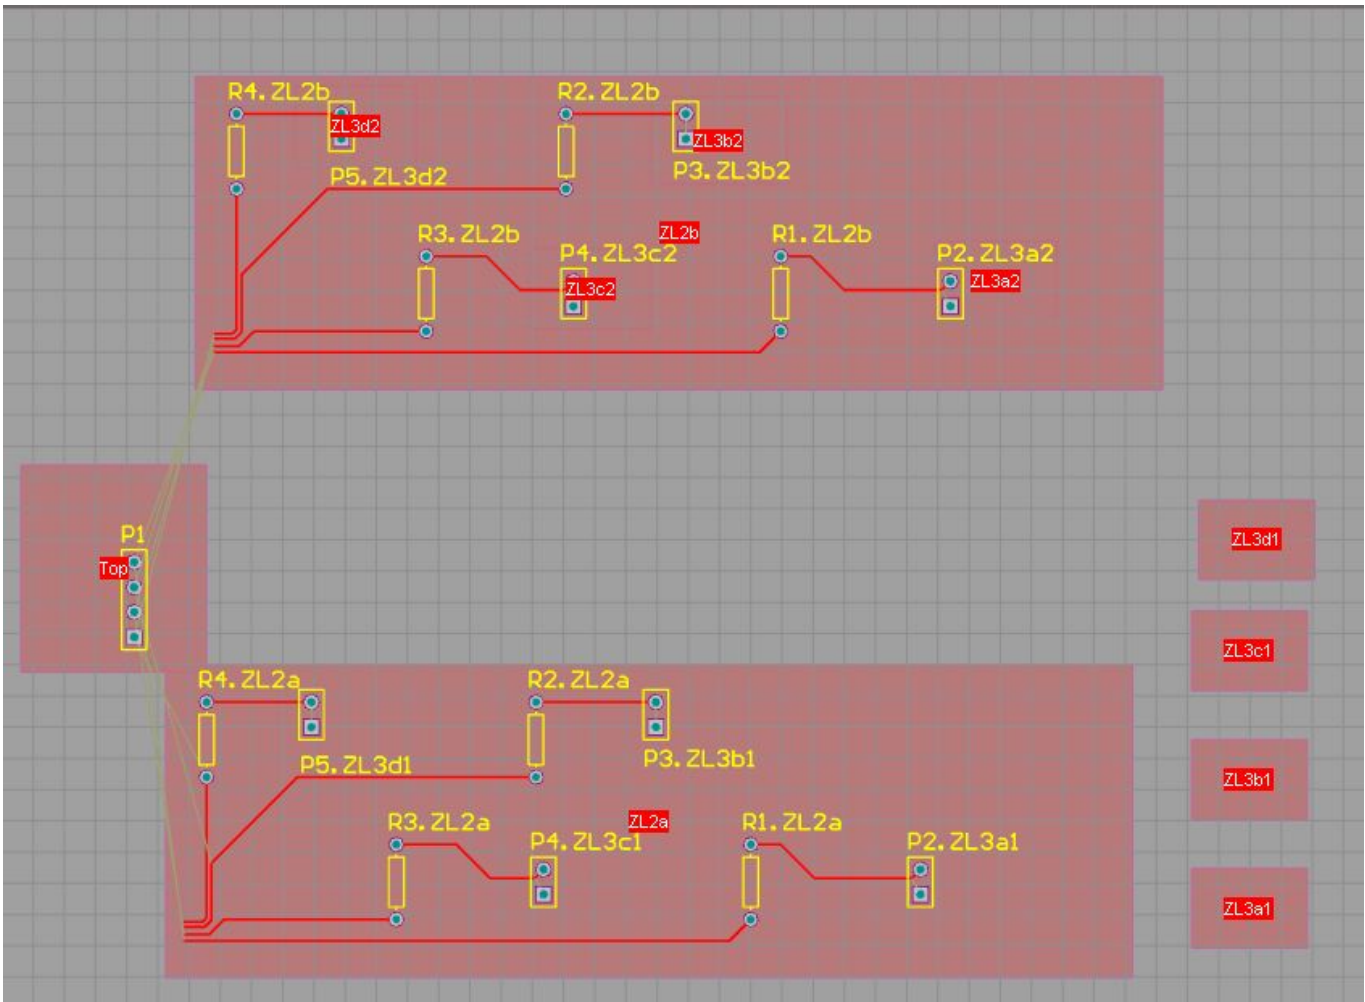 R4.ZL2b
R2.ZL2b
ZL3d2
ZL3b2
P5.ZL3d2
P3.ZL3b2
R3.ZL2b
ZL2b
R1.ZL2b
P4.ZL3c2
P2.ZL3a2
ZL3c2
ZL3a2
P1
Top
ZL3d1
ZL3c1
R4.ZL2a
R2.ZL2a
P5.ZL3d1
P3.ZL3b1
ZL3b1
R3.ZL2a
ZL2a
R1.ZL2a
P4.ZL3c1
P2.ZL3a1
ZL3a1